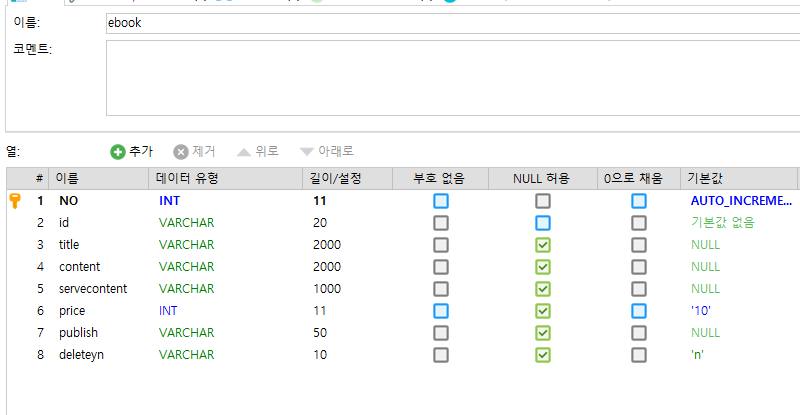 이름: ebook
코멘트:
열: 추가 제거 위로 아래로
# 이름 데이터 유형 길이/설정 부호 없음 NULL 허용 0으로 채움 기본값
1 NO INT 11 AUTO_INCREME...
2 id VARCHAR 20 기본값 없음
3 title VARCHAR 2000 NULL
4 content VARCHAR 2000 NULL
5 servecontent VARCHAR 1000 NULL
6 price INT 11 '10'
7 publish VARCHAR 50 NULL
8 deleteyn VARCHAR 10 'n'